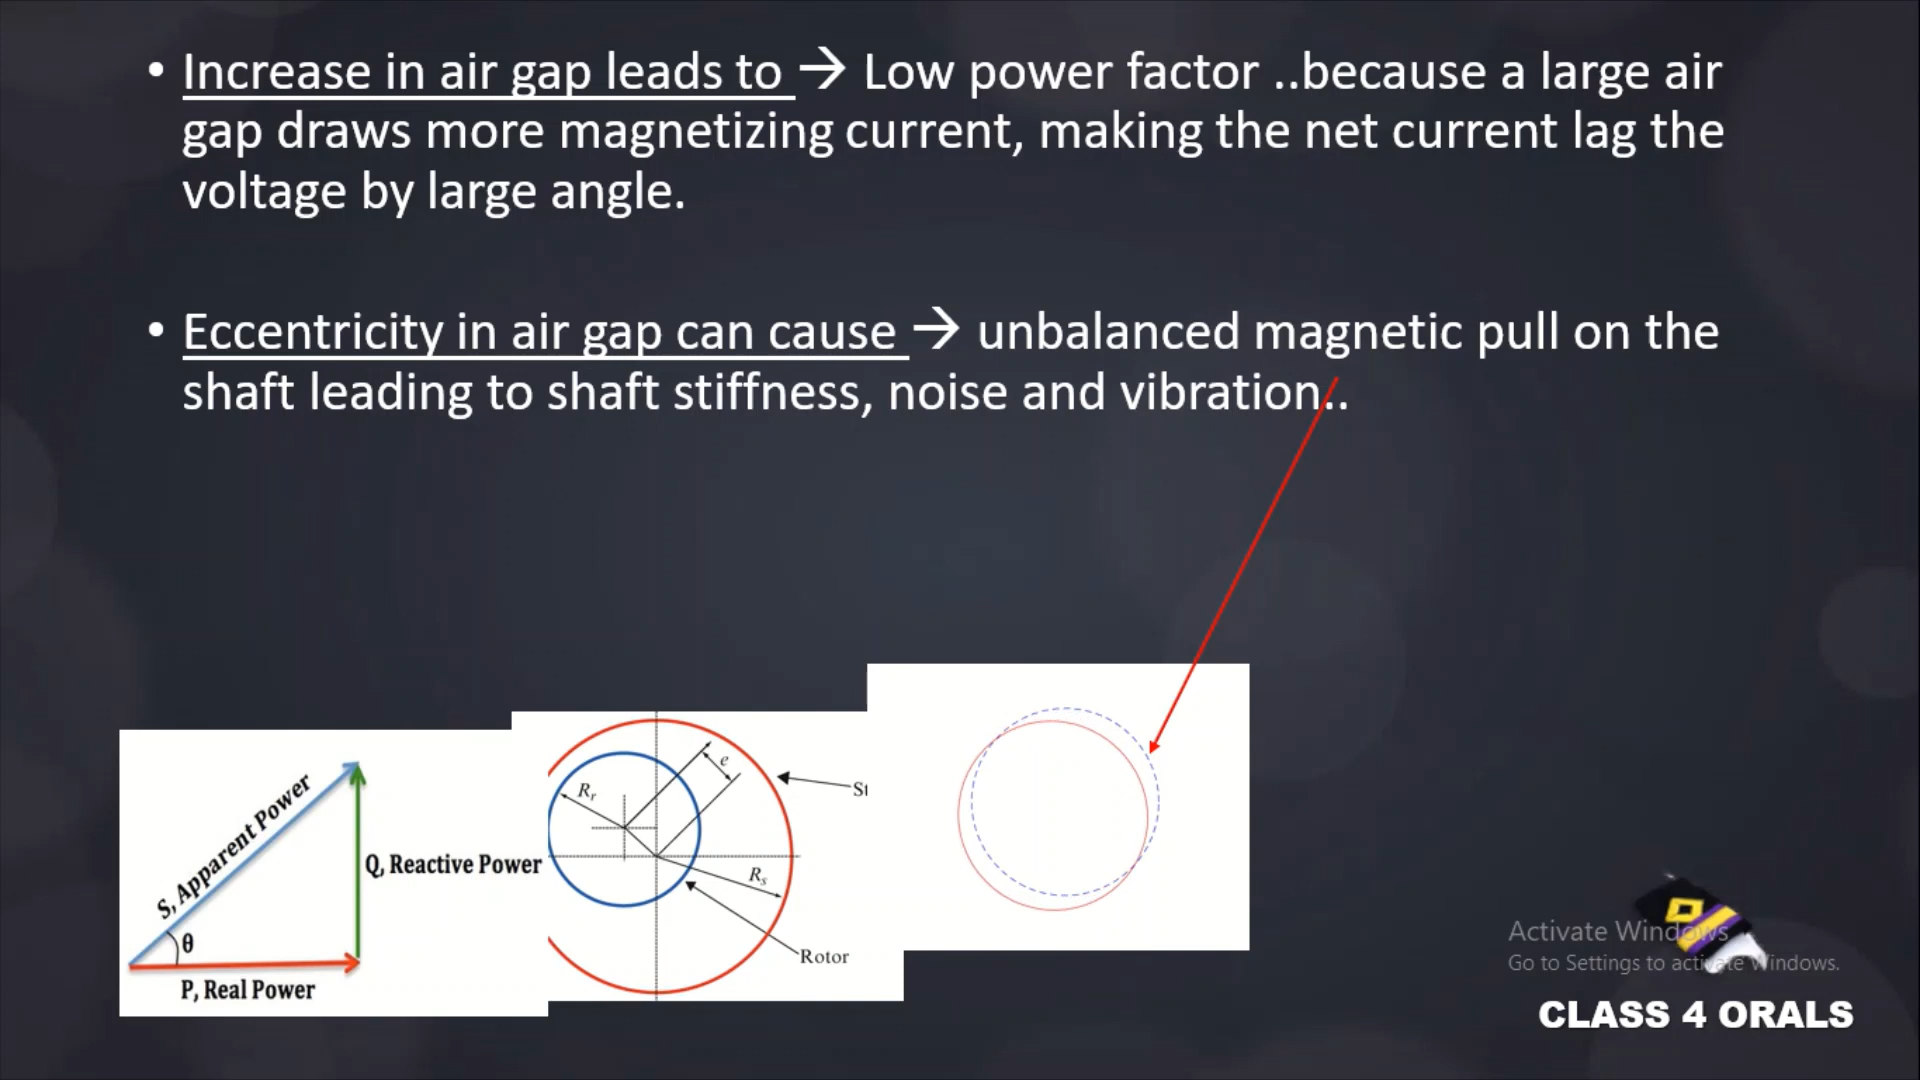 • Increase in air gap leads to → Low power factor ..because a large air
gap draws more magnetizing current, making the net current lag the
voltage by large angle.
• Eccentricity in air gap can cause → unbalanced magnetic pull on the
shaft leading to shaft stiffness, noise and vibration..
S, Apparent Power
Q, Reactive Power
θ
P, Real Power
e
Rr
St
Rs
Rotor
Activate Windows
Go to Settings to activate Windows.
CLASS 4 ORALS